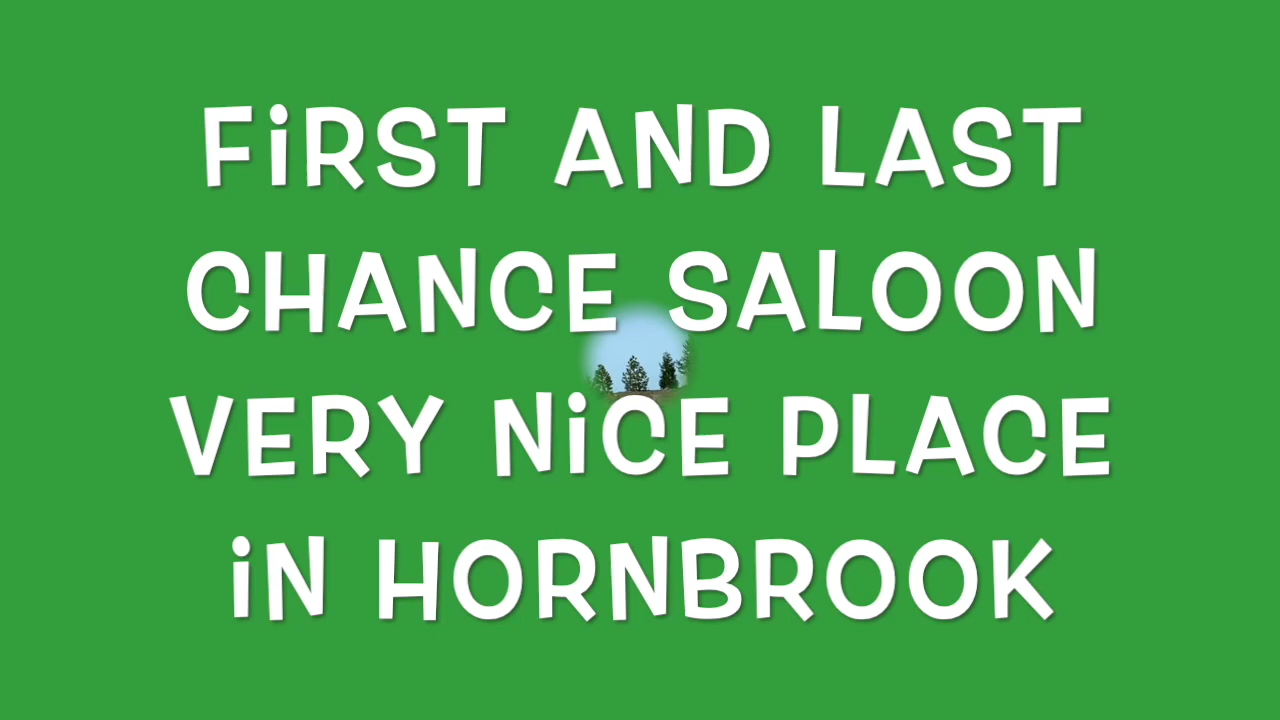 FiRST AND LAST
CHANCE SALOON
VERY NiCE PLACE
iN HORNBROOK